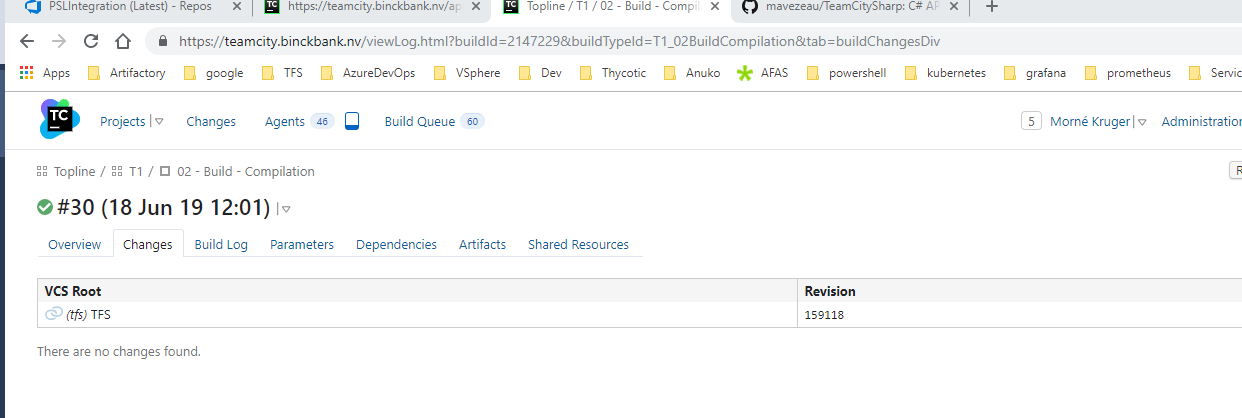 PSLIntegration (Latest) - Repos
https://teamcity.binckbank.nv/ap
Topline / T1 / 02 - Build - Compil
mavezeau/TeamCitySharp: C# AP
https://teamcity.binckbank.nv/viewLog.html?buildId=2147229&buildTypeId=T1_02BuildCompilation&tab=buildChangesDiv
Apps Artifactory google TFS AzureDevOps VSphere Dev Thycotic Anuko AFAS powershell kubernetes grafana prometheus Servic
TC Projects Changes Agents 46 Build Queue 60 5 Morné Kruger Administration
Topline / T1 / 02 - Build - Compilation
R
#30 (18 Jun 19 12:01)
Overview Changes Build Log Parameters Dependencies Artifacts Shared Resources
VCS Root Revision
(tfs) TFS 159118
There are no changes found.